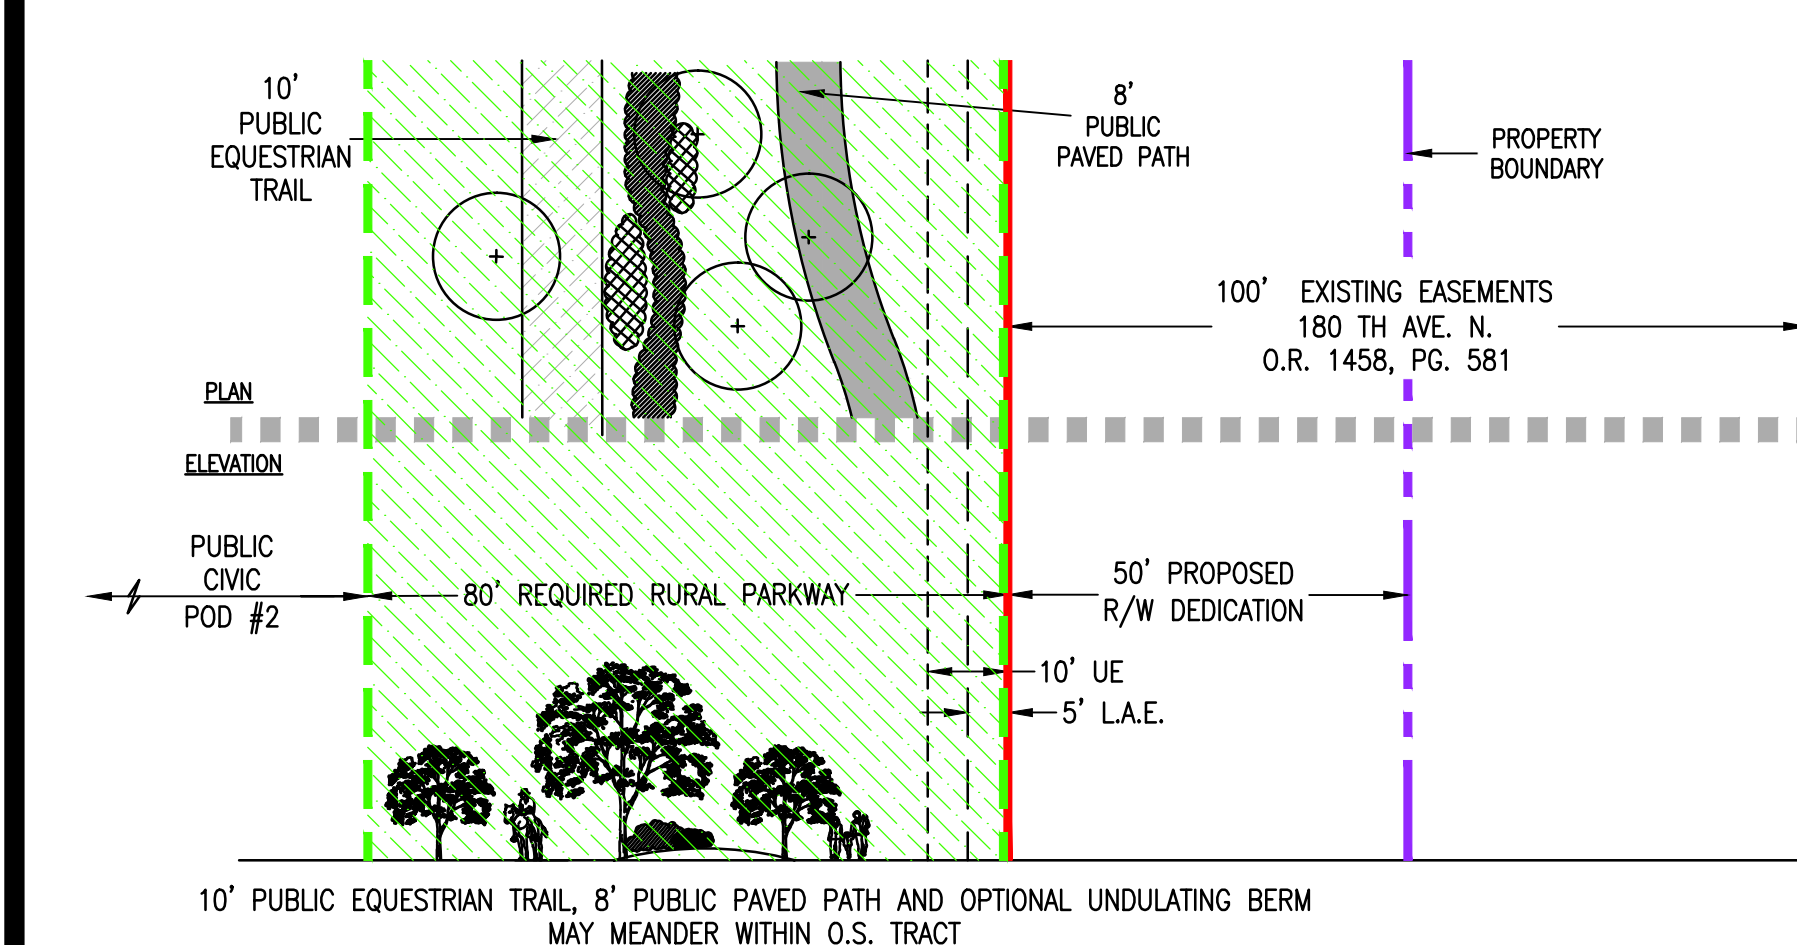 10'
PUBLIC
EQUESTRIAN
TRAIL
8'
PUBLIC
PAVED PATH
PROPERTY
BOUNDARY
100' EXISTING EASEMENTS
180 TH AVE. N.
O.R. 1458, PG. 581
PLAN
ELEVATION
PUBLIC
CIVIC
POD #2
80' REQUIRED RURAL PARKWAY
50' PROPOSED
R/W DEDICATION
10' UE
5' L.A.E.
10' PUBLIC EQUESTRIAN TRAIL, 8' PUBLIC PAVED PATH AND OPTIONAL UNDULATING BERM
MAY MEANDER WITHIN O.S. TRACT